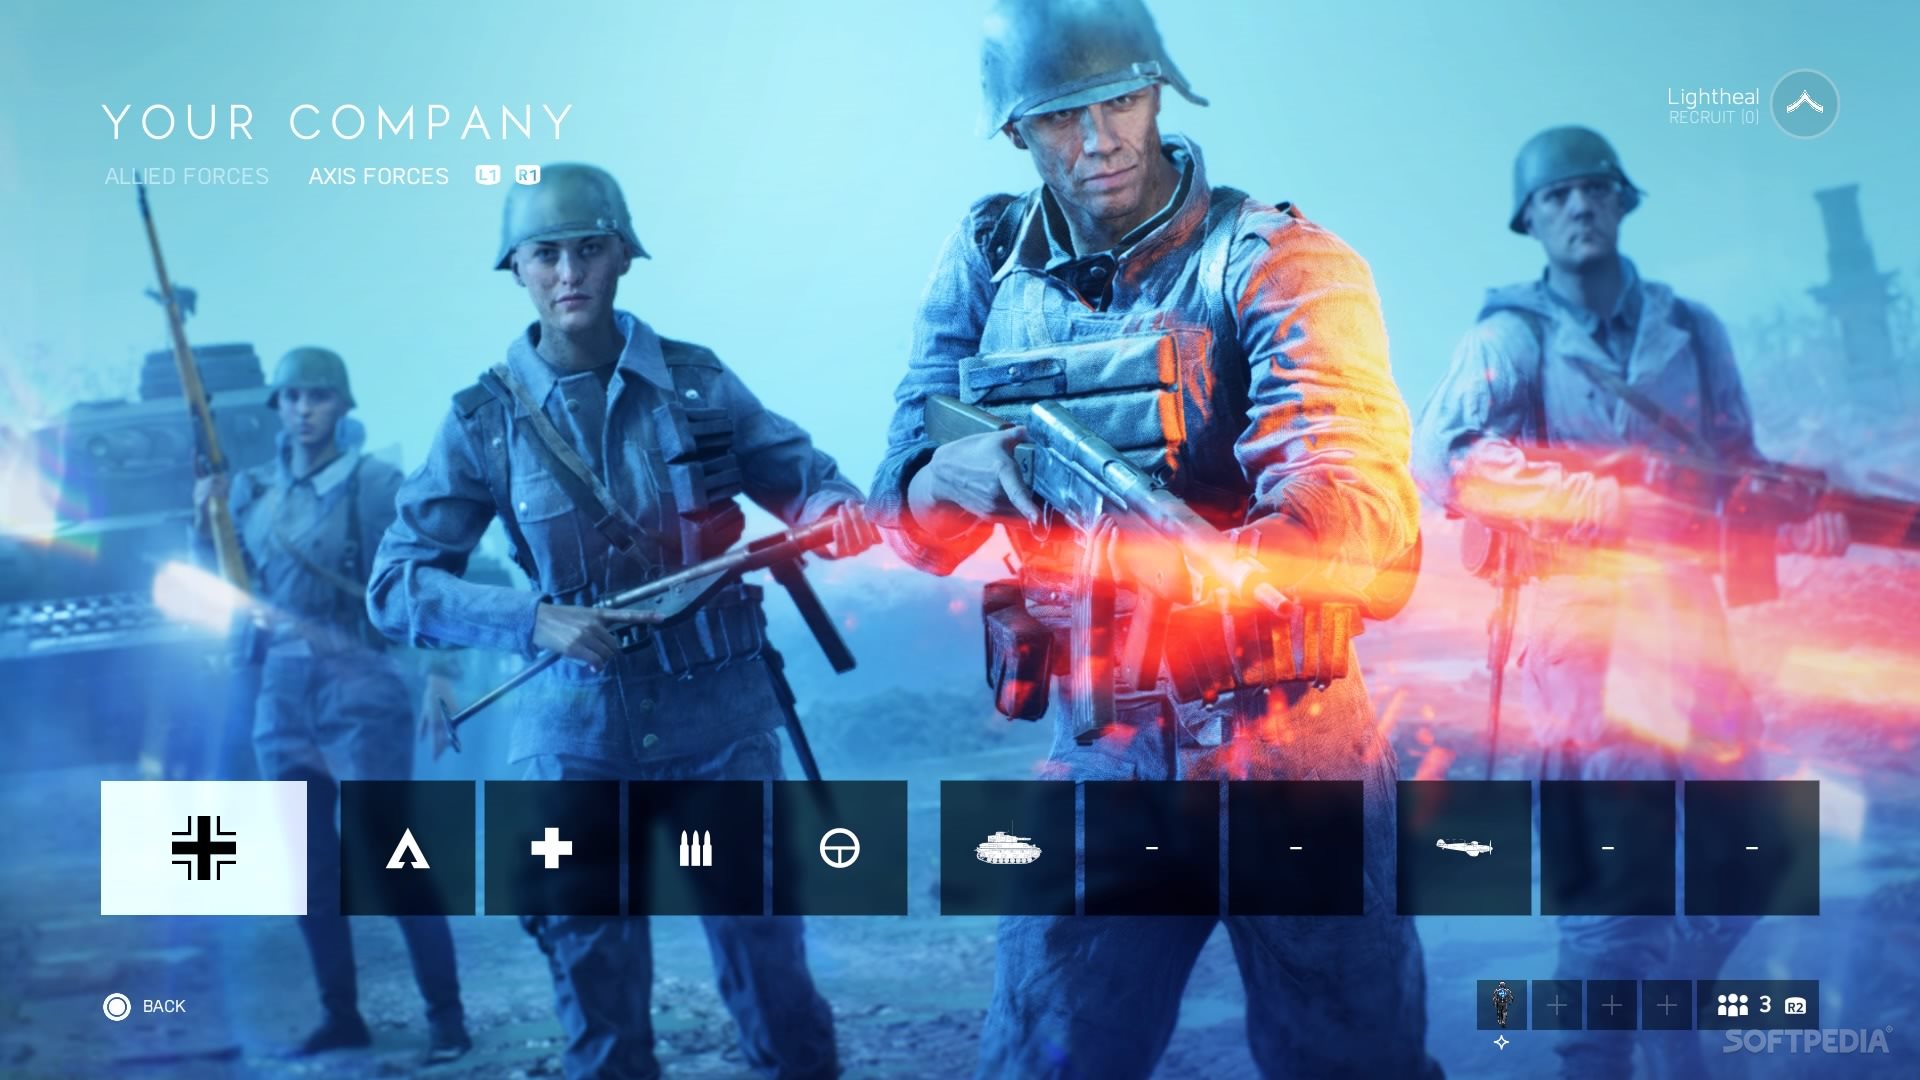 YOUR COMPANY
ALLIED FORCES AXIS FORCES L1 R1
Lightheal
RECRUIT [0]
BACK
3 R2
SOFTPEDIA®